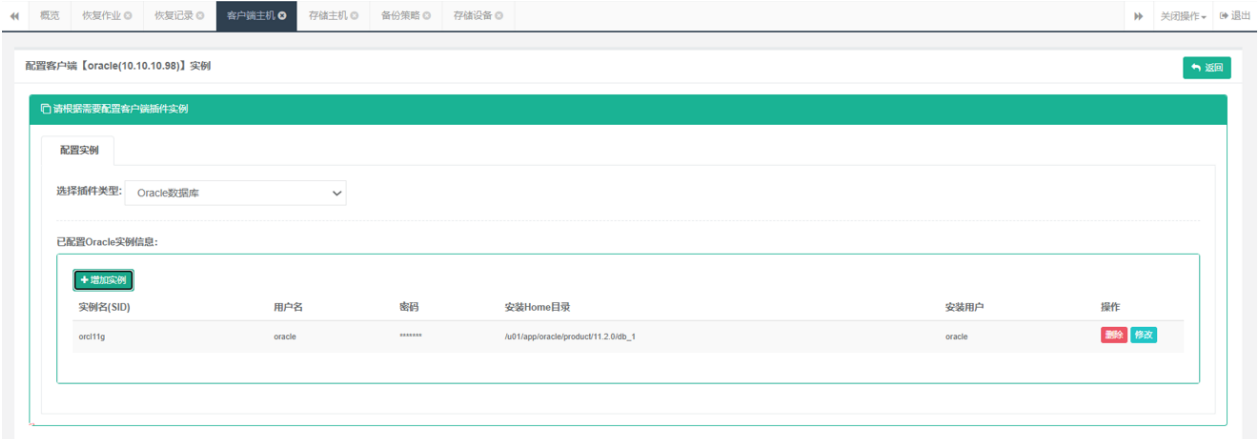 概览 恢复作业 恢复记录 客户端主机 存储主机 备份策略 存储设备 关闭操作 退出
配置客户端【oracle(10.10.10.98)】实例 返回
请根据需要配置客户端插件实例
配置实例
选择插件类型: Oracle数据库
已配置Oracle实例信息:
+增加实例
实例名(SID) 用户名 密码 安装Home目录 安装用户 操作
orcl11g oracle ******* /u01/app/oracle/product/11.2.0/db_1 oracle 删除 修改